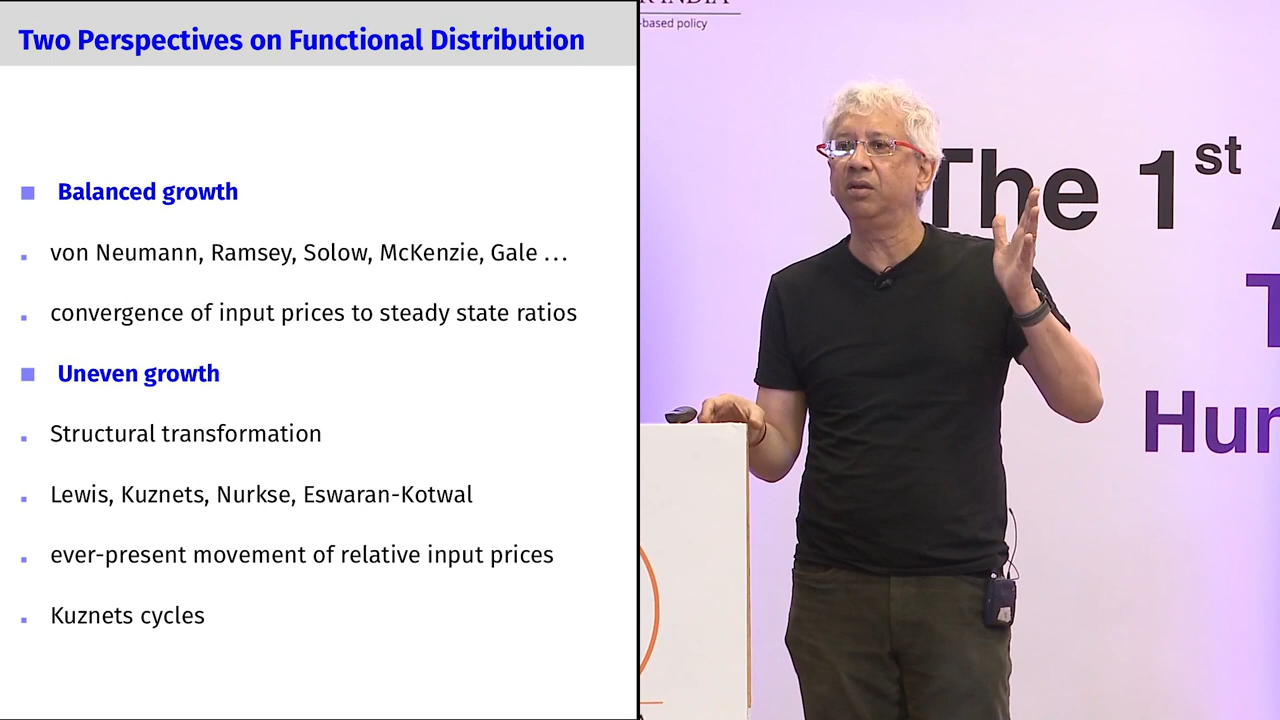 Two Perspectives on Functional Distribution
Balanced growth
von Neumann, Ramsey, Solow, McKenzie, Gale …
convergence of input prices to steady state ratios
Uneven growth
Structural transformation
Lewis, Kuznets, Nurkse, Eswaran-Kotwal
ever-present movement of relative input prices
Kuznets cycles
INDIA
-based policy
The 1st
T
Hur